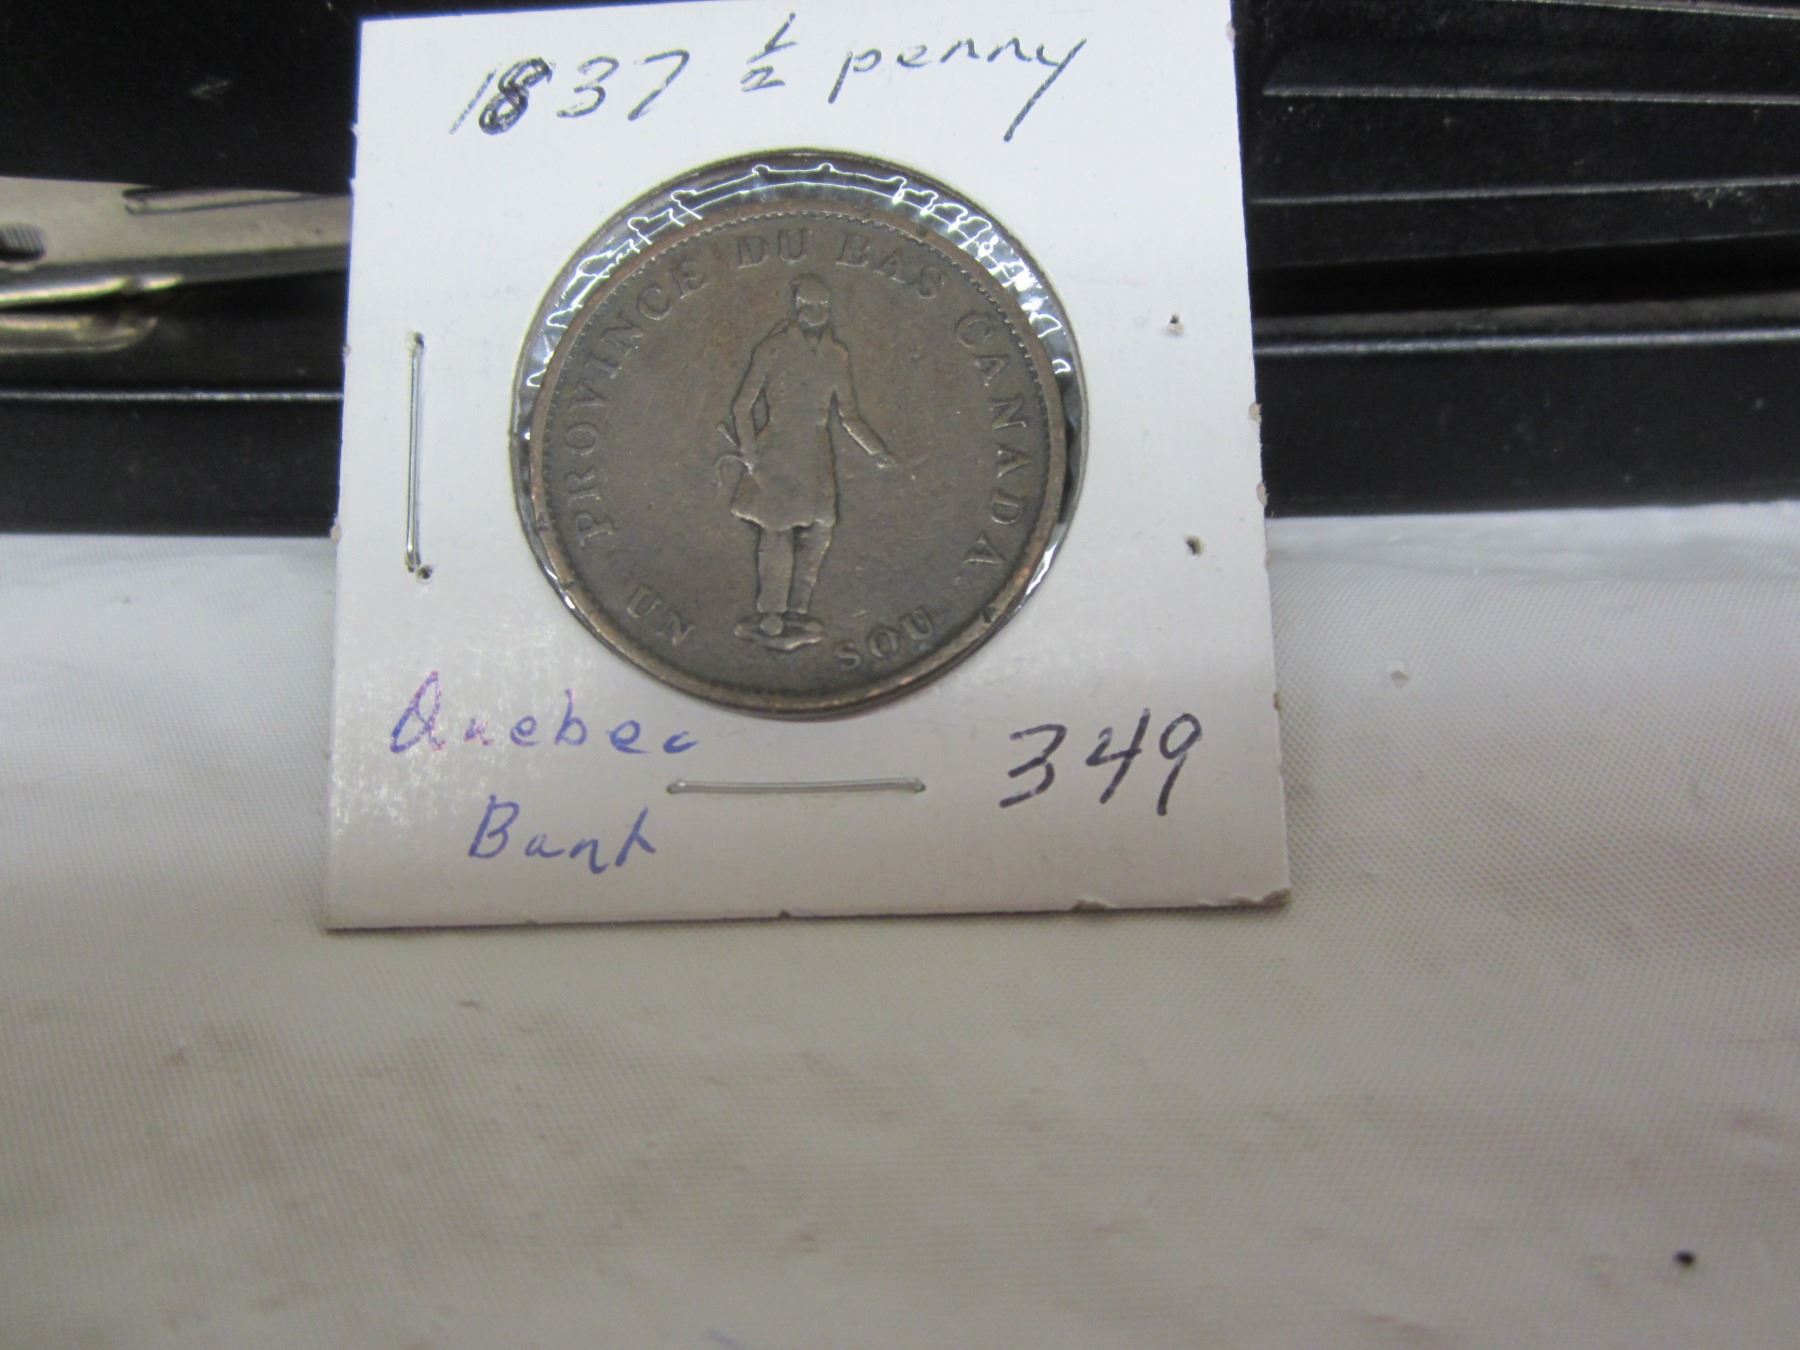 1837 ½ penny
PROVINCE DU BAS CANADA
UN SOU
Quebec
Bank
349